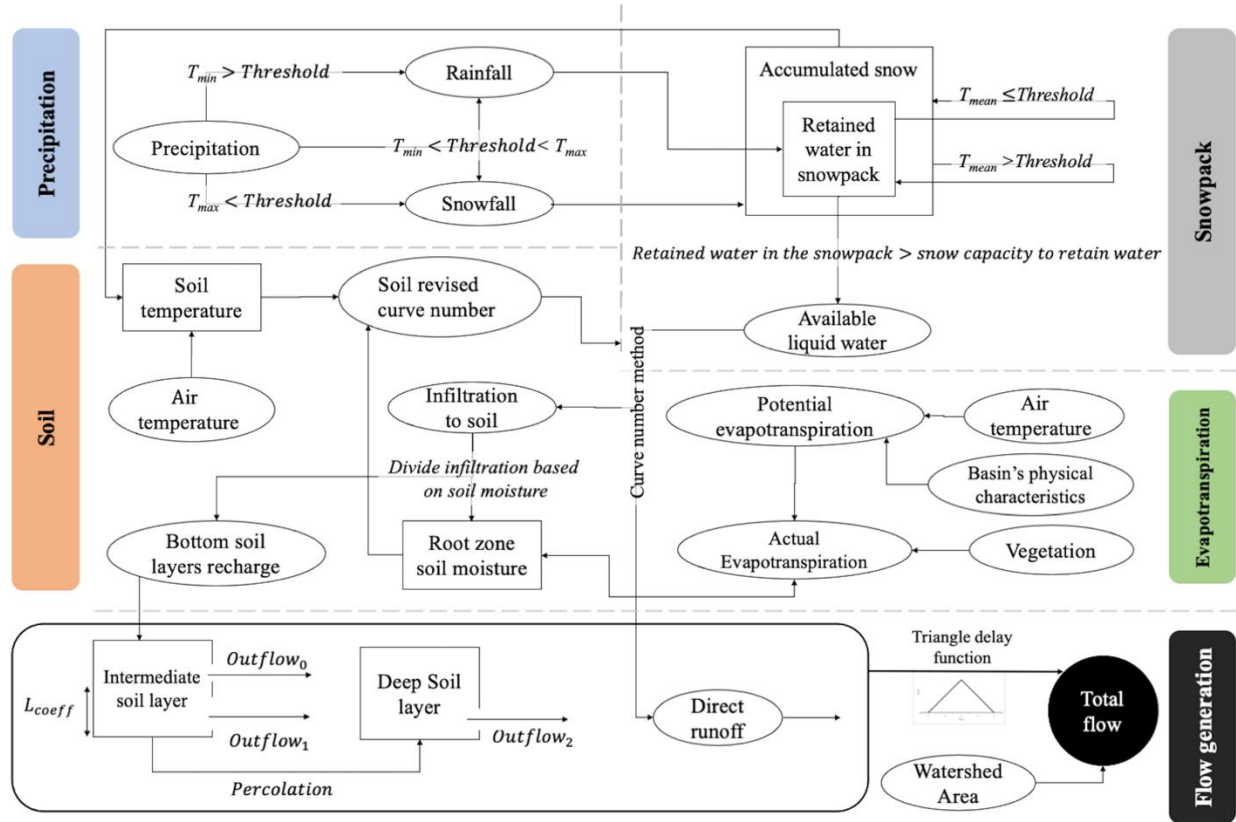 Precipitation
T_min > Threshold
Rainfall
Precipitation
T_min < Threshold < T_max
T_max < Threshold
Snowfall
Accumulated snow
Retained
water in
snowpack
T_mean ≤ Threshold
T_mean > Threshold
Snowpack
Retained water in the snowpack > snow capacity to retain water
Available
liquid water
Soil
Soil
temperature
Soil revised
curve number
Air
temperature
Infiltration
to soil
Divide infiltration based
on soil moisture
Bottom soil
layers recharge
Root zone
soil moisture
Curve number method
Potential
evapotranspiration
Air
temperature
Basin's physical
characteristics
Actual
Evapotranspiration
Vegetation
Evapotranspiration
L_coeff
Intermediate
soil layer
Outflow_0
Outflow_1
Percolation
Deep Soil
layer
Outflow_2
Direct
runoff
Triangle delay
function
Total
flow
Watershed
Area
Flow generation